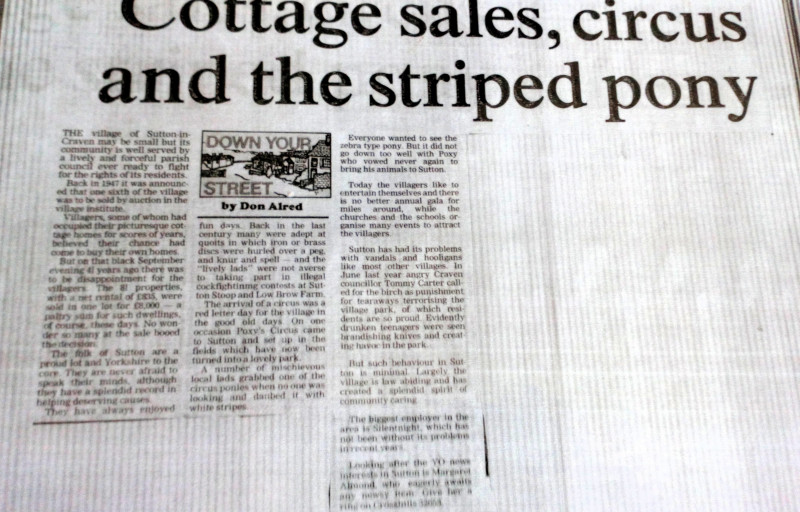 Cottage sales, circus
and the striped pony
THE village of Sutton-in-
Craven may be small but its
community is well served by
a lively and forceful parish
council ever ready to fight
for the rights of its residents.
Back in 1947 it was announc-
ed that one sixth of the village
was to be sold by auction in the
village institute.
Villagers, some of whom had
occupied their picturesque cot-
tage homes for scores of years,
believed their chance had
come to buy their own homes.
But on that black September
evening 41 years ago there was
to be disappointment for the
villagers. The 81 properties,
with a net rental of £835, were
sold in one lot for £8,000 — a
paltry sum for such dwellings,
of course, these days. No won-
der so many at the sale booed
the decision.
The folk of Sutton are a
proud lot and Yorkshire to the
core. They are never afraid to
speak their minds, although
they have a splendid record in
helping deserving causes.
They have always enjoyed
DOWN YOUR
STREET
by Don Alred
fun days. Back in the last
century many were adept at
quoits in which iron or brass
discs were hurled over a peg,
and knur and spell — and the
"lively lads" were not averse
to taking part in illegal
cockfighting contests at Sut-
ton Stoop and Low Brow Farm.
The arrival of a circus was a
red letter day for the village in
the good old days. On one
occasion Poxy's Circus came
to Sutton and set up in the
fields which have now been
turned into a lovely park.
A number of mischievous
local lads grabbed one of the
circus ponies when no one was
looking and daubed it with
white stripes.
Everyone wanted to see the
zebra type pony. But it did not
go down too well with Poxy
who vowed never again to
bring his animals to Sutton.
Today the villagers like to
entertain themselves and there
is no better annual gala for
miles around, while the
churches and the schools or-
ganise many events to attract
the villagers.
Sutton has had its problems
with vandals and hooligans
like most other villages. In
June last year angry Craven
councillor Tommy Carter call-
ed for the birch as punishment
for tearaways terrorising the
village park, of which resi-
dents are so proud. Evidently
drunken teenagers were seen
brandishing knives and creat-
ing havoc in the park.
But such behaviour in Sut-
ton is minimal. Largely the
village is law abiding and has
created a splendid spirit of
community caring.
The biggest employer in the
area is Silentnight, which has
not been without its problems
in recent years.
Looking after the YO news
interests in Sutton is Margaret
Almond, who eagerly awaits
any newsy item. Give her a
ring on Crosshills